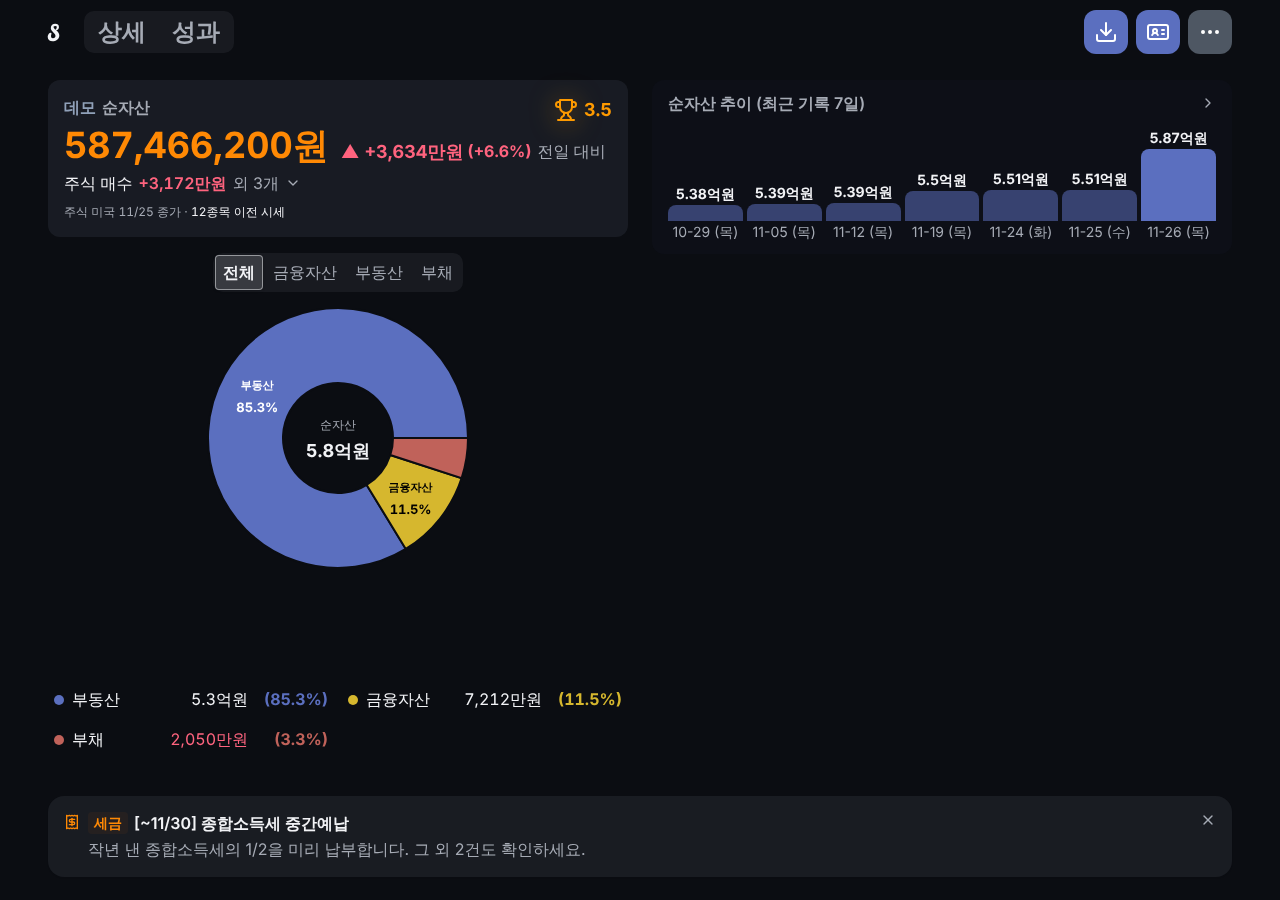 S
상세 성과
데모 순자산
3.5
587,466,200원 ▲ +3,634만원 (+6.6%) 전일 대비
주식 매수 +3,172만원 외 3개
주식 미국 11/25 종가 · 12종목 이전 시세
순자산 추이 (최근 기록 7일)
5.38억원 5.39억원 5.39억원 5.5억원 5.51억원 5.51억원 5.87억원
10-29 (목) 11-05 (목) 11-12 (목) 11-19 (목) 11-24 (화) 11-25 (수) 11-26 (목)
전체 금융자산 부동산 부채
부동산
85.3%
순자산
5.8억원
금융자산
11.5%
부동산 5.3억원 (85.3%)
금융자산 7,212만원 (11.5%)
부채 2,050만원 (3.3%)
세금 [~11/30] 종합소득세 중간예납
작년 낸 종합소득세의 1/2을 미리 납부합니다. 그 외 2건도 확인하세요.